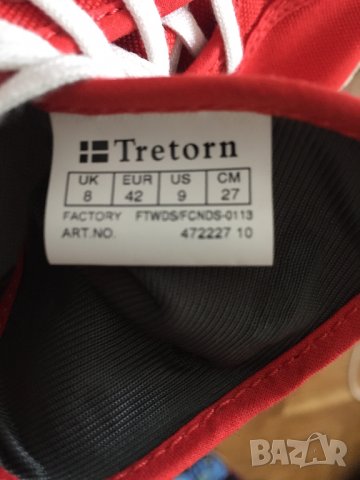 Tretorn
UK EUR US CM
8 42 9 27
FACTORY FTWDS/FCNDS-0113
ART.NO. 472227 10
BAZAR